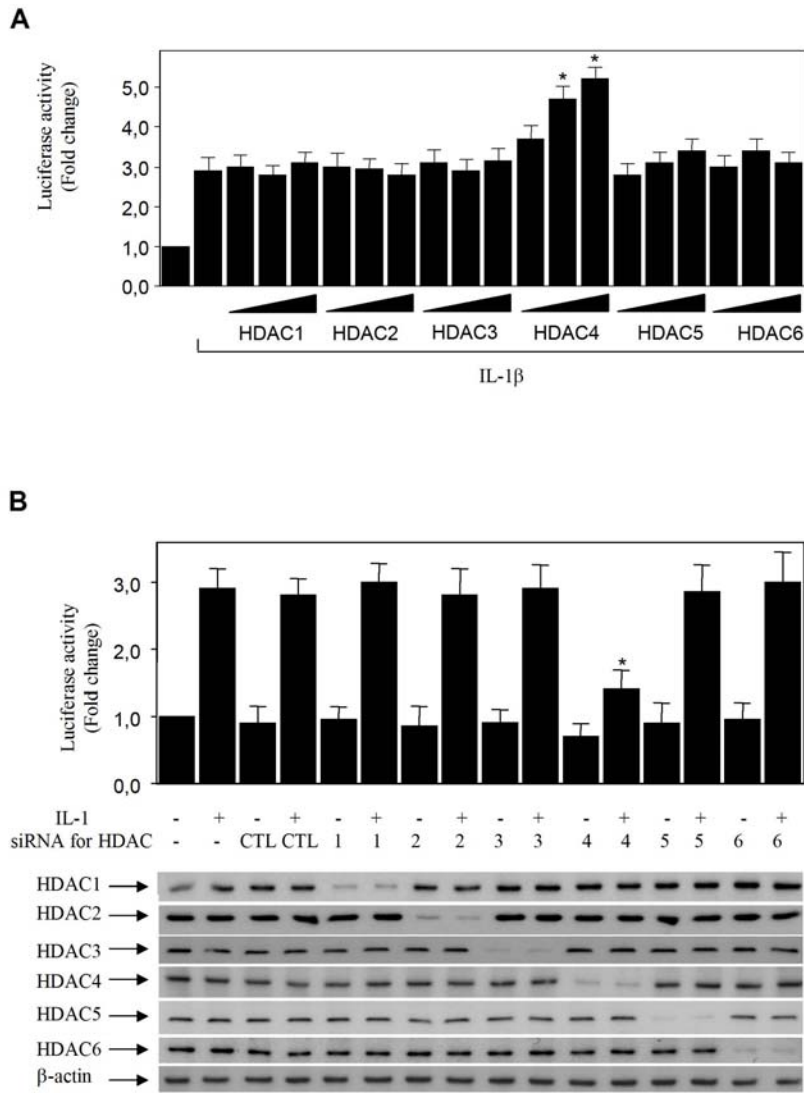 A
Luciferase activity
(Fold change)
5,0
4,0
3,0
2,0
1,0
0,0
* *
HDAC1 HDAC2 HDAC3 HDAC4 HDAC5 HDAC6
IL-1β
B
Luciferase activity
(Fold change)
3,0
2,0
1,0
0,0
*
IL-1 - + - + - + - + - + - + - + - +
siRNA for HDAC - - CTL CTL 1 1 2 2 3 3 4 4 5 5 6 6
HDAC1
HDAC2
HDAC3
HDAC4
HDAC5
HDAC6
β-actin